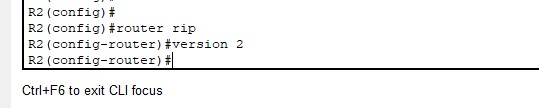 R2(config)#
R2(config)#router rip
R2(config-router)#version 2
R2(config-router)#
Ctrl+F6 to exit CLI focus